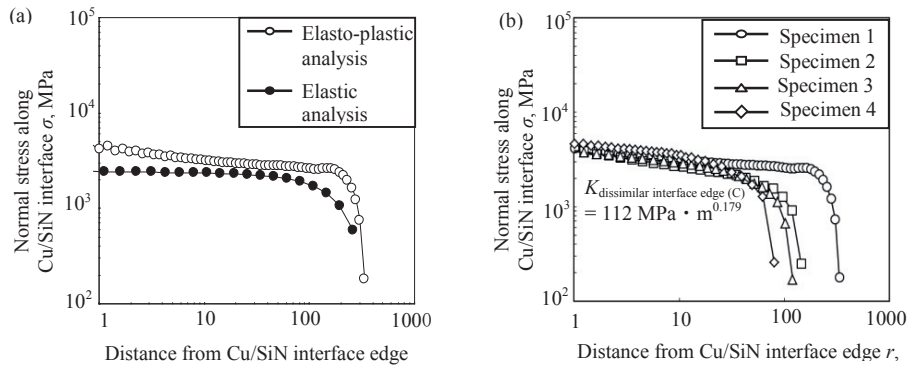 (a)
10^5
10^4
10^3
10^2
Normal stress along
Cu/SiN interface σ, MPa
Elasto-plastic
analysis
Elastic
analysis
1
10
100
1000
Distance from Cu/SiN interface edge
(b)
10^5
10^4
10^3
10^2
Normal stress along
Cu/SiN interface σ, MPa
Specimen 1
Specimen 2
Specimen 3
Specimen 4
K_dissimilar interface edge (C)
= 112 MPa・m^0.179
1
10
100
1000
Distance from Cu/SiN interface edge r,